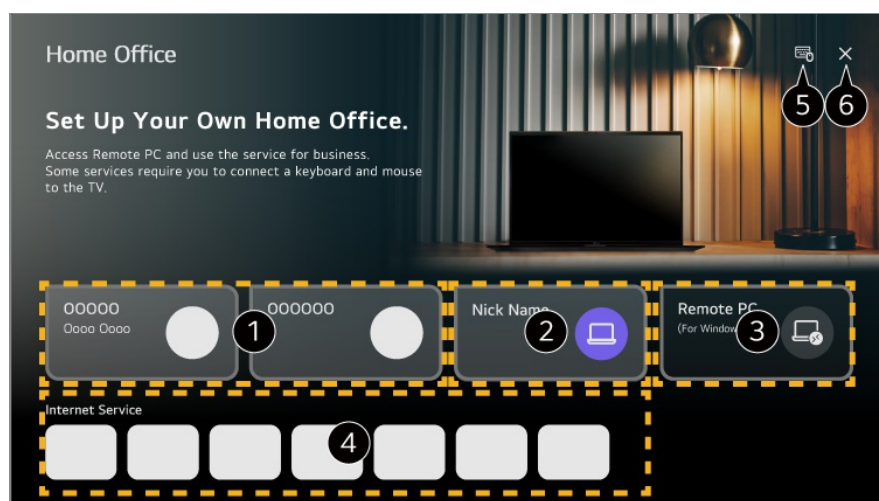 Home Office
5 6
Set Up Your Own Home Office.
Access Remote PC and use the service for business.
Some services require you to connect a keyboard and mouse
to the TV.
OOOOO
Oooo Oooo
1
OOOOOO
Nick Name
2
Remote PC
(For Window
3
Internet Service
4